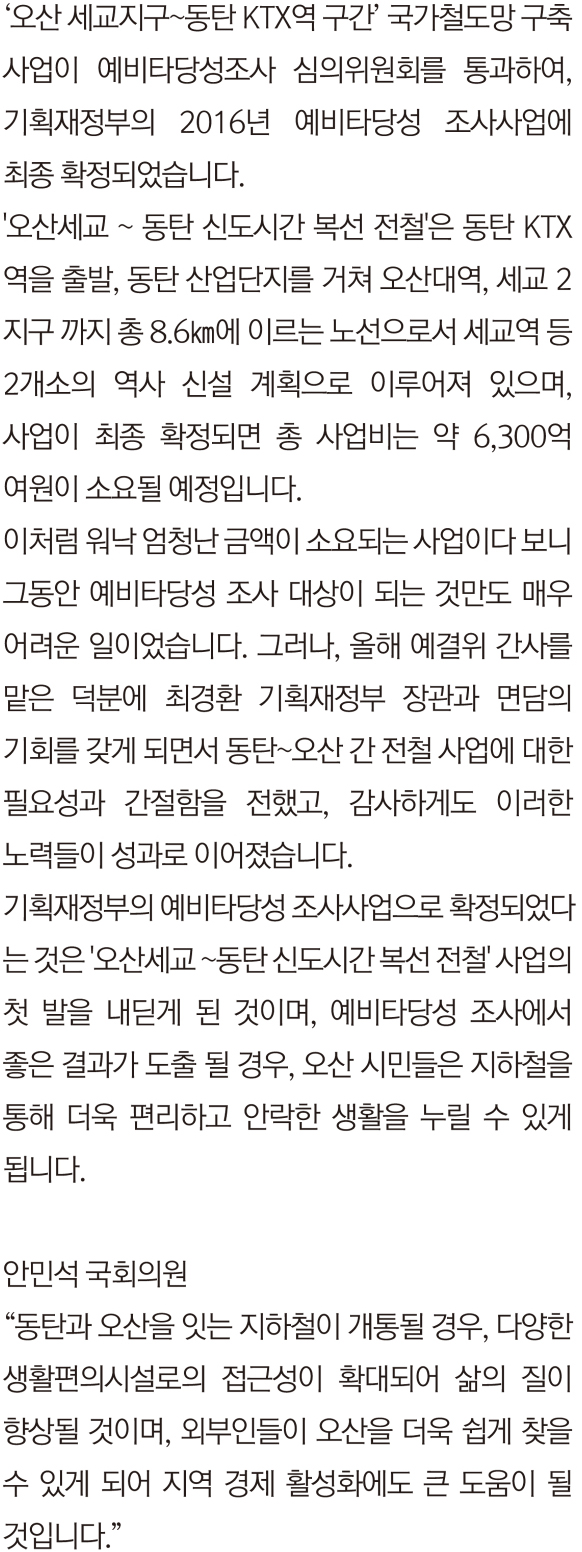 ‘오산 세교지구~동탄 KTX역 구간’ 국가철도망 구축
사업이 예비타당성조사 심의위원회를 통과하여,
기획재정부의 2016년 예비타당성 조사사업에
최종 확정되었습니다.
'오산세교 ~ 동탄 신도시간 복선 전철'은 동탄 KTX
역을 출발, 동탄 산업단지를 거쳐 오산대역, 세교 2
지구 까지 총 8.6㎞에 이르는 노선으로서 세교역 등
2개소의 역사 신설 계획으로 이루어져 있으며,
사업이 최종 확정되면 총 사업비는 약 6,300억
여원이 소요될 예정입니다.
이처럼 워낙 엄청난 금액이 소요되는 사업이다 보니
그동안 예비타당성 조사 대상이 되는 것만도 매우
어려운 일이었습니다. 그러나, 올해 예결위 간사를
맡은 덕분에 최경환 기획재정부 장관과 면담의
기회를 갖게 되면서 동탄~오산 간 전철 사업에 대한
필요성과 간절함을 전했고, 감사하게도 이러한
노력들이 성과로 이어졌습니다.
기획재정부의 예비타당성 조사사업으로 확정되었다
는 것은 '오산세교 ~동탄 신도시간 복선 전철' 사업의
첫 발을 내딛게 된 것이며, 예비타당성 조사에서
좋은 결과가 도출 될 경우, 오산 시민들은 지하철을
통해 더욱 편리하고 안락한 생활을 누릴 수 있게
됩니다.
안민석 국회의원
“동탄과 오산을 잇는 지하철이 개통될 경우, 다양한
생활편의시설로의 접근성이 확대되어 삶의 질이
향상될 것이며, 외부인들이 오산을 더욱 쉽게 찾을
수 있게 되어 지역 경제 활성화에도 큰 도움이 될
것입니다.”